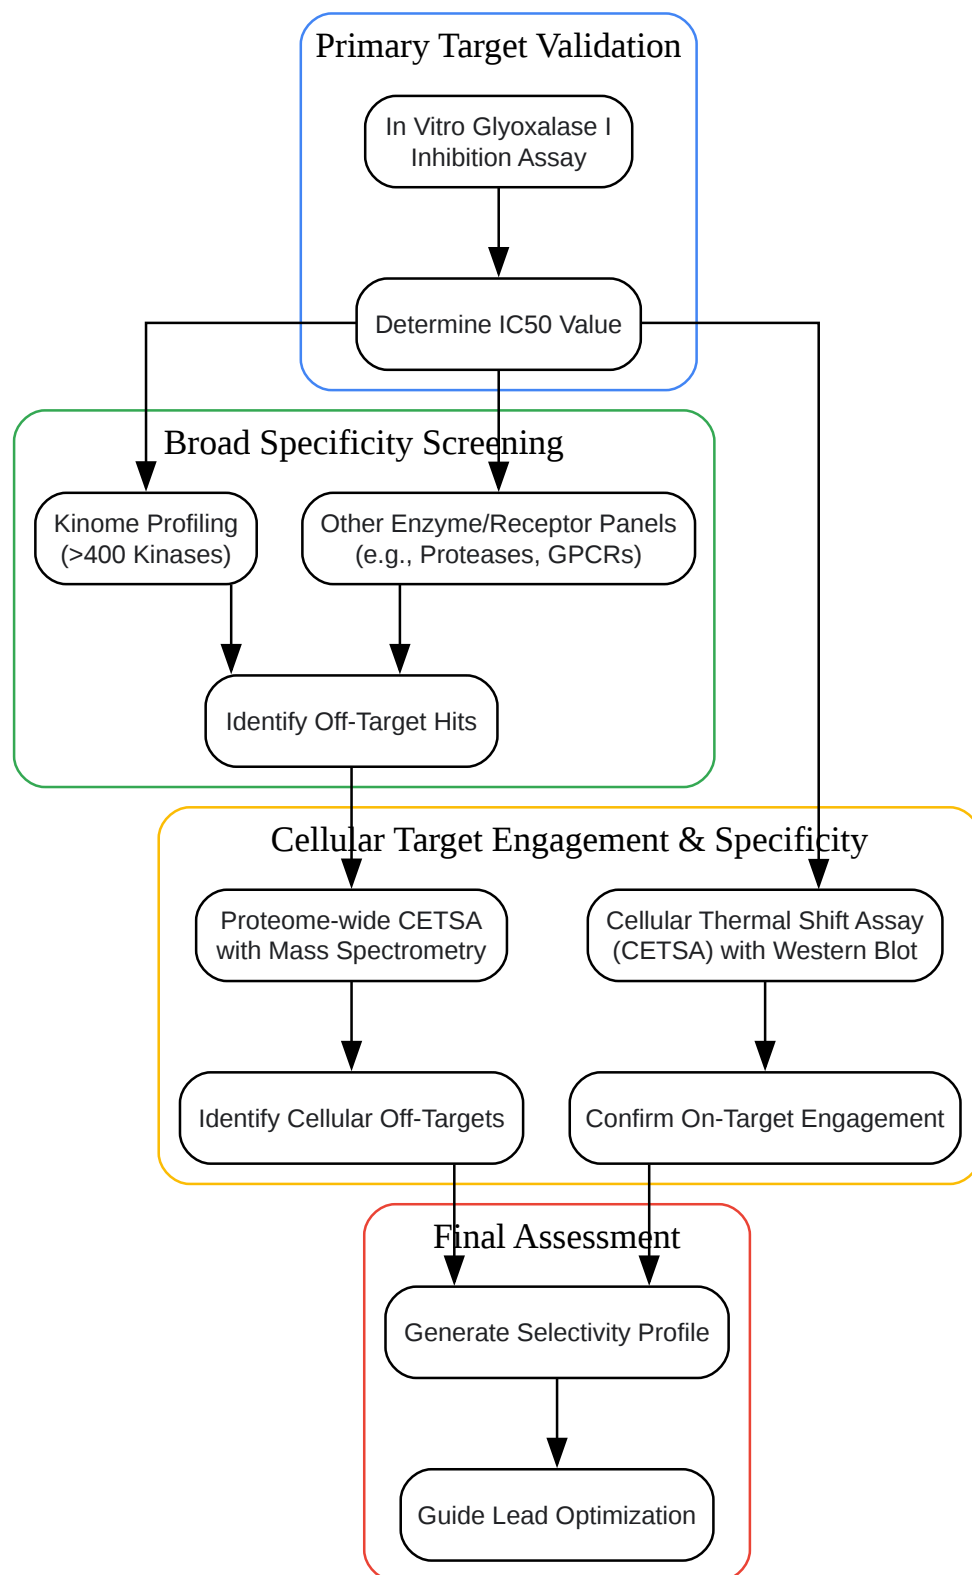 Primary Target Validation
In Vitro Glyoxalase I
Inhibition Assay
Determine IC50 Value
Broad Specificity Screening
Kinome Profiling
(>400 Kinases)
Other Enzyme/Receptor Panels
(e.g., Proteases, GPCRs)
Identify Off-Target Hits
Cellular Target Engagement & Specificity
Proteome-wide CETSA
with Mass Spectrometry
Cellular Thermal Shift Assay
(CETSA) with Western Blot
Identify Cellular Off-Targets
Confirm On-Target Engagement
Final Assessment
Generate Selectivity Profile
Guide Lead Optimization